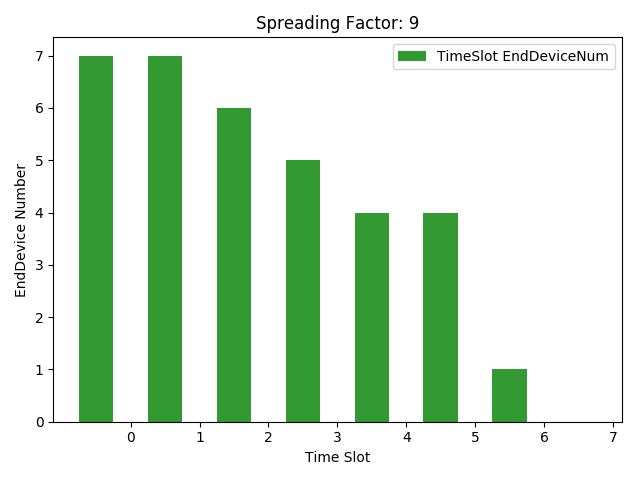 Spreading Factor: 9
TimeSlot EndDeviceNum
EndDevice Number
7
6
5
4
3
2
1
0
0 1 2 3 4 5 6 7
Time Slot